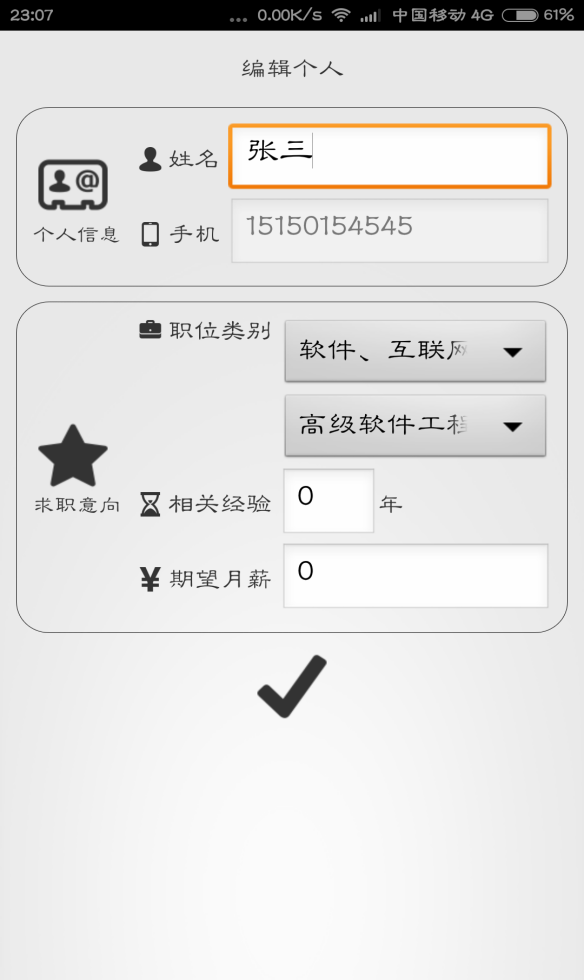 23:07 ... 0.00K/s 中国移动 4G 61%
编辑个人
姓名 张三
个人信息 手机 15150154545
职位类别 软件、互联
高级软件工
求职意向 相关经验 0 年
期望月薪 0